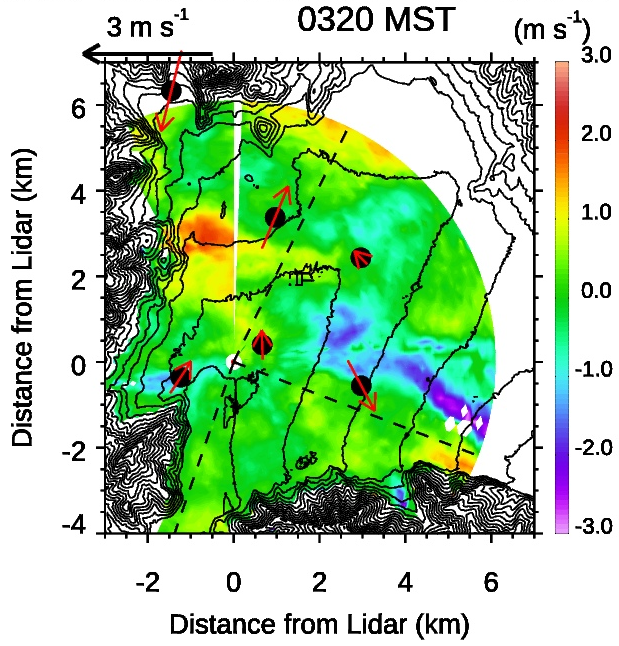 0320 MST
3 m s⁻¹
(m s⁻¹)
3.0
2.0
1.0
0.0
-1.0
-2.0
-3.0
6
4
2
0
-2
-4
Distance from Lidar (km)
-2 0 2 4 6
Distance from Lidar (km)